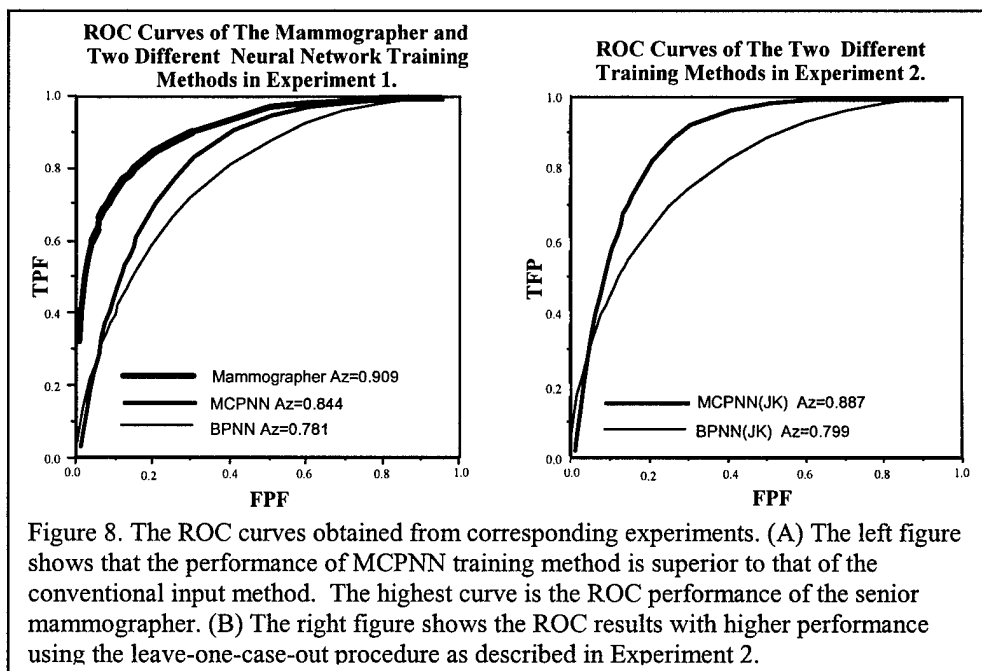 ROC Curves of The Mammographer and
Two Different Neural Network Training
Methods in Experiment 1.
1.0
0.8
0.6
0.4
0.2
0.0
TPF
Mammographer Az=0.909
MCPNN Az=0.844
BPNN Az=0.781
0.0
0.2
0.4
0.6
0.8
1.0
FPF
ROC Curves of The Two Different
Training Methods in Experiment 2.
1.0
0.8
0.6
0.4
0.2
0.0
TFP
MCPNN(JK) Az=0.887
BPNN(JK) Az=0.799
0.0
0.2
0.4
0.6
0.8
1.0
FPF
Figure 8. The ROC curves obtained from corresponding experiments. (A) The left figure
shows that the performance of MCPNN training method is superior to that of the
conventional input method. The highest curve is the ROC performance of the senior
mammographer. (B) The right figure shows the ROC results with higher performance
using the leave-one-case-out procedure as described in Experiment 2.